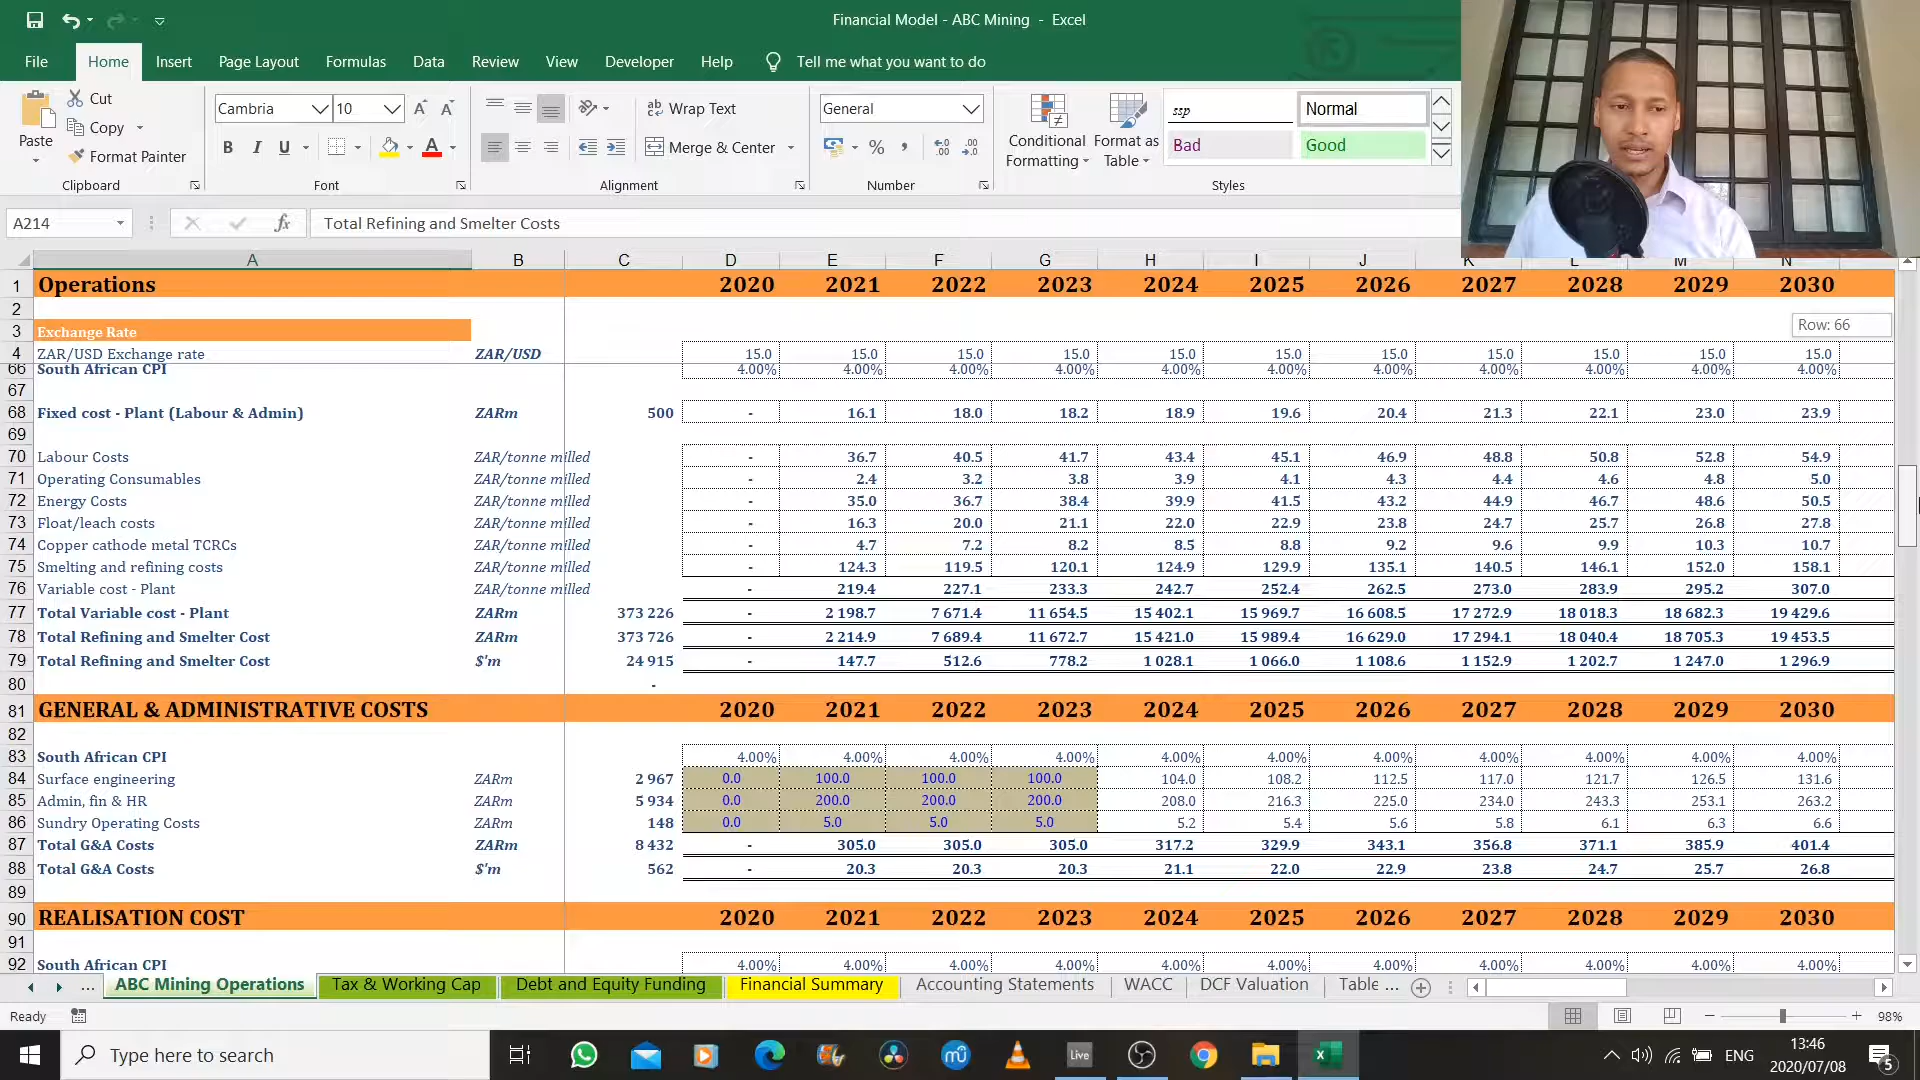 Financial Model - ABC Mining - Excel
File Home Insert Page Layout Formulas Data Review View Developer Help Tell me what you want to do
Paste Cut Copy Format Painter Clipboard
Cambria 10 B I U A Font
Wrap Text Merge & Center Alignment
General % Number
Conditional Formatting Format as Table
ssp Normal
Bad Good
Styles
A214 fx Total Refining and Smelter Costs
A B C D E F G H I J K L M N
1 Operations 2020 2021 2022 2023 2024 2025 2026 2027 2028 2029 2030
2
3 Exchange Rate Row: 66
4 ZAR/USD Exchange rate ZAR/USD 15.0 15.0 15.0 15.0 15.0 15.0 15.0 15.0 15.0 15.0 15.0
66 South African CPI 4.00% 4.00% 4.00% 4.00% 4.00% 4.00% 4.00% 4.00% 4.00% 4.00% 4.00%
67
68 Fixed cost - Plant (Labour & Admin) ZARm 500 - 16.1 18.0 18.2 18.9 19.6 20.4 21.3 22.1 23.0 23.9
69
70 Labour Costs ZAR/tonne milled - 36.7 40.5 41.7 43.4 45.1 46.9 48.8 50.8 52.8 54.9
71 Operating Consumables ZAR/tonne milled - 2.4 3.2 3.8 3.9 4.1 4.3 4.4 4.6 4.8 5.0
72 Energy Costs ZAR/tonne milled - 35.0 36.7 38.4 39.9 41.5 43.2 44.9 46.7 48.6 50.5
73 Float/leach costs ZAR/tonne milled - 16.3 20.0 21.1 22.0 22.9 23.8 24.7 25.7 26.8 27.8
74 Copper cathode metal TCRCs ZAR/tonne milled - 4.7 7.2 8.2 8.5 8.8 9.2 9.6 9.9 10.3 10.7
75 Smelting and refining costs ZAR/tonne milled - 124.3 119.5 120.1 124.9 129.9 135.1 140.5 146.1 152.0 158.1
76 Variable cost - Plant ZAR/tonne milled - 219.4 227.1 233.3 242.7 252.4 262.5 273.0 283.9 295.2 307.0
77 Total Variable cost - Plant ZARm 373 226 - 2 198.7 7 671.4 11 654.5 15 402.1 15 969.7 16 608.5 17 272.9 18 018.3 18 682.3 19 429.6
78 Total Refining and Smelter Cost ZARm 373 726 - 2 214.9 7 689.4 11 672.7 15 421.0 15 989.4 16 629.0 17 294.1 18 040.4 18 705.3 19 453.5
79 Total Refining and Smelter Cost $'m 24 915 - 147.7 512.6 778.2 1 028.1 1 066.0 1 108.6 1 152.9 1 202.7 1 247.0 1 296.9
80 -
81 GENERAL & ADMINISTRATIVE COSTS 2020 2021 2022 2023 2024 2025 2026 2027 2028 2029 2030
82
83 South African CPI 4.00% 4.00% 4.00% 4.00% 4.00% 4.00% 4.00% 4.00% 4.00% 4.00% 4.00%
84 Surface engineering ZARm 2 967 0.0 100.0 100.0 100.0 104.0 108.2 112.5 117.0 121.7 126.5 131.6
85 Admin, fin & HR ZARm 5 934 0.0 200.0 200.0 200.0 208.0 216.3 225.0 234.0 243.3 253.1 263.2
86 Sundry Operating Costs ZARm 148 0.0 5.0 5.0 5.0 5.2 5.4 5.6 5.8 6.1 6.3 6.6
87 Total G&A Costs ZARm 8 432 - 305.0 305.0 305.0 317.2 329.9 343.1 356.8 371.1 385.9 401.4
88 Total G&A Costs $'m 562 - 20.3 20.3 20.3 21.1 22.0 22.9 23.8 24.7 25.7 26.8
89
90 REALISATION COST 2020 2021 2022 2023 2024 2025 2026 2027 2028 2029 2030
91
92 South African CPI 4.00% 4.00% 4.00% 4.00% 4.00% 4.00% 4.00% 4.00% 4.00% 4.00% 4.00%
... ABC Mining Operations Tax & Working Cap Debt and Equity Funding Financial Summary Accounting Statements WACC DCF Valuation Table ...
Ready 98%
Type here to search Live ENG 13:46
2020/07/08 5